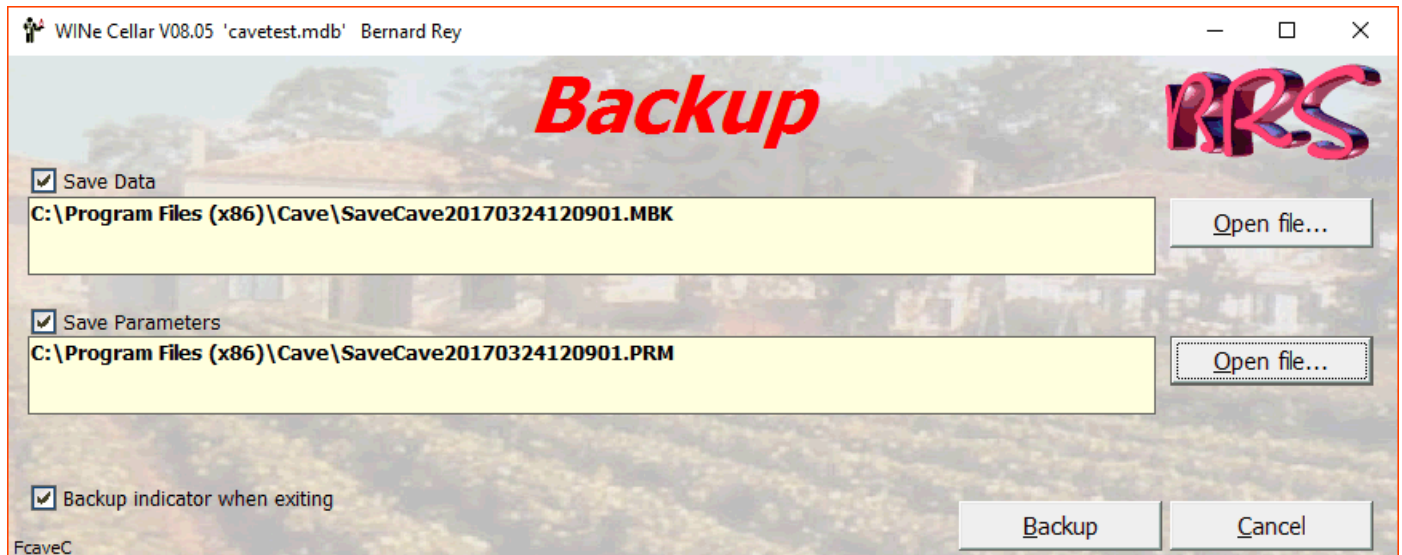 WINe Cellar V08.05 'cavetest.mdb' Bernard Rey
Backup
RRS
Save Data
C:\Program Files (x86)\Cave\SaveCave20170324120901.MBK
Open file...
Save Parameters
C:\Program Files (x86)\Cave\SaveCave20170324120901.PRM
Open file...
Backup indicator when exiting
Backup
Cancel
FcaveC